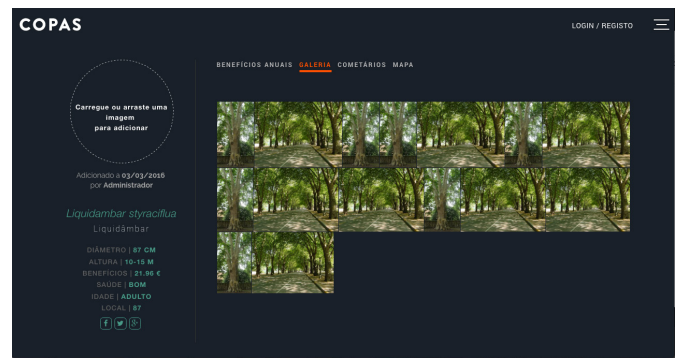 COPAS
LOGIN / REGISTO
BENEFÍCIOS ANUAIS GALERIA COMETÁRIOS MAPA
Carregue ou arraste uma
imagem
para adicionar
Adicionado a 03/03/2016
por Administrador
Liquidambar styraciflua
Liquidâmbar
DIÂMETRO | 87 CM
ALTURA | 10-15 M
BENEFÍCIOS | 21.96 €
SAÚDE | BOM
IDADE | ADULTO
LOCAL | 87